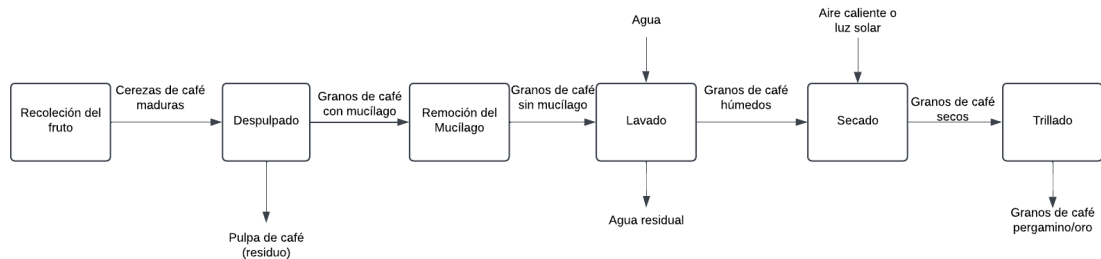 Agua
Aire caliente o
luz solar
Recoleción del
fruto
Cerezas de café
maduras
Despulpado
Granos de café
con mucílago
Remoción del
Mucílago
Granos de café
sin mucílago
Lavado
Granos de café
húmedos
Secado
Granos de café
secos
Trillado
Pulpa de café
(residuo)
Agua residual
Granos de café
pergamino/oro